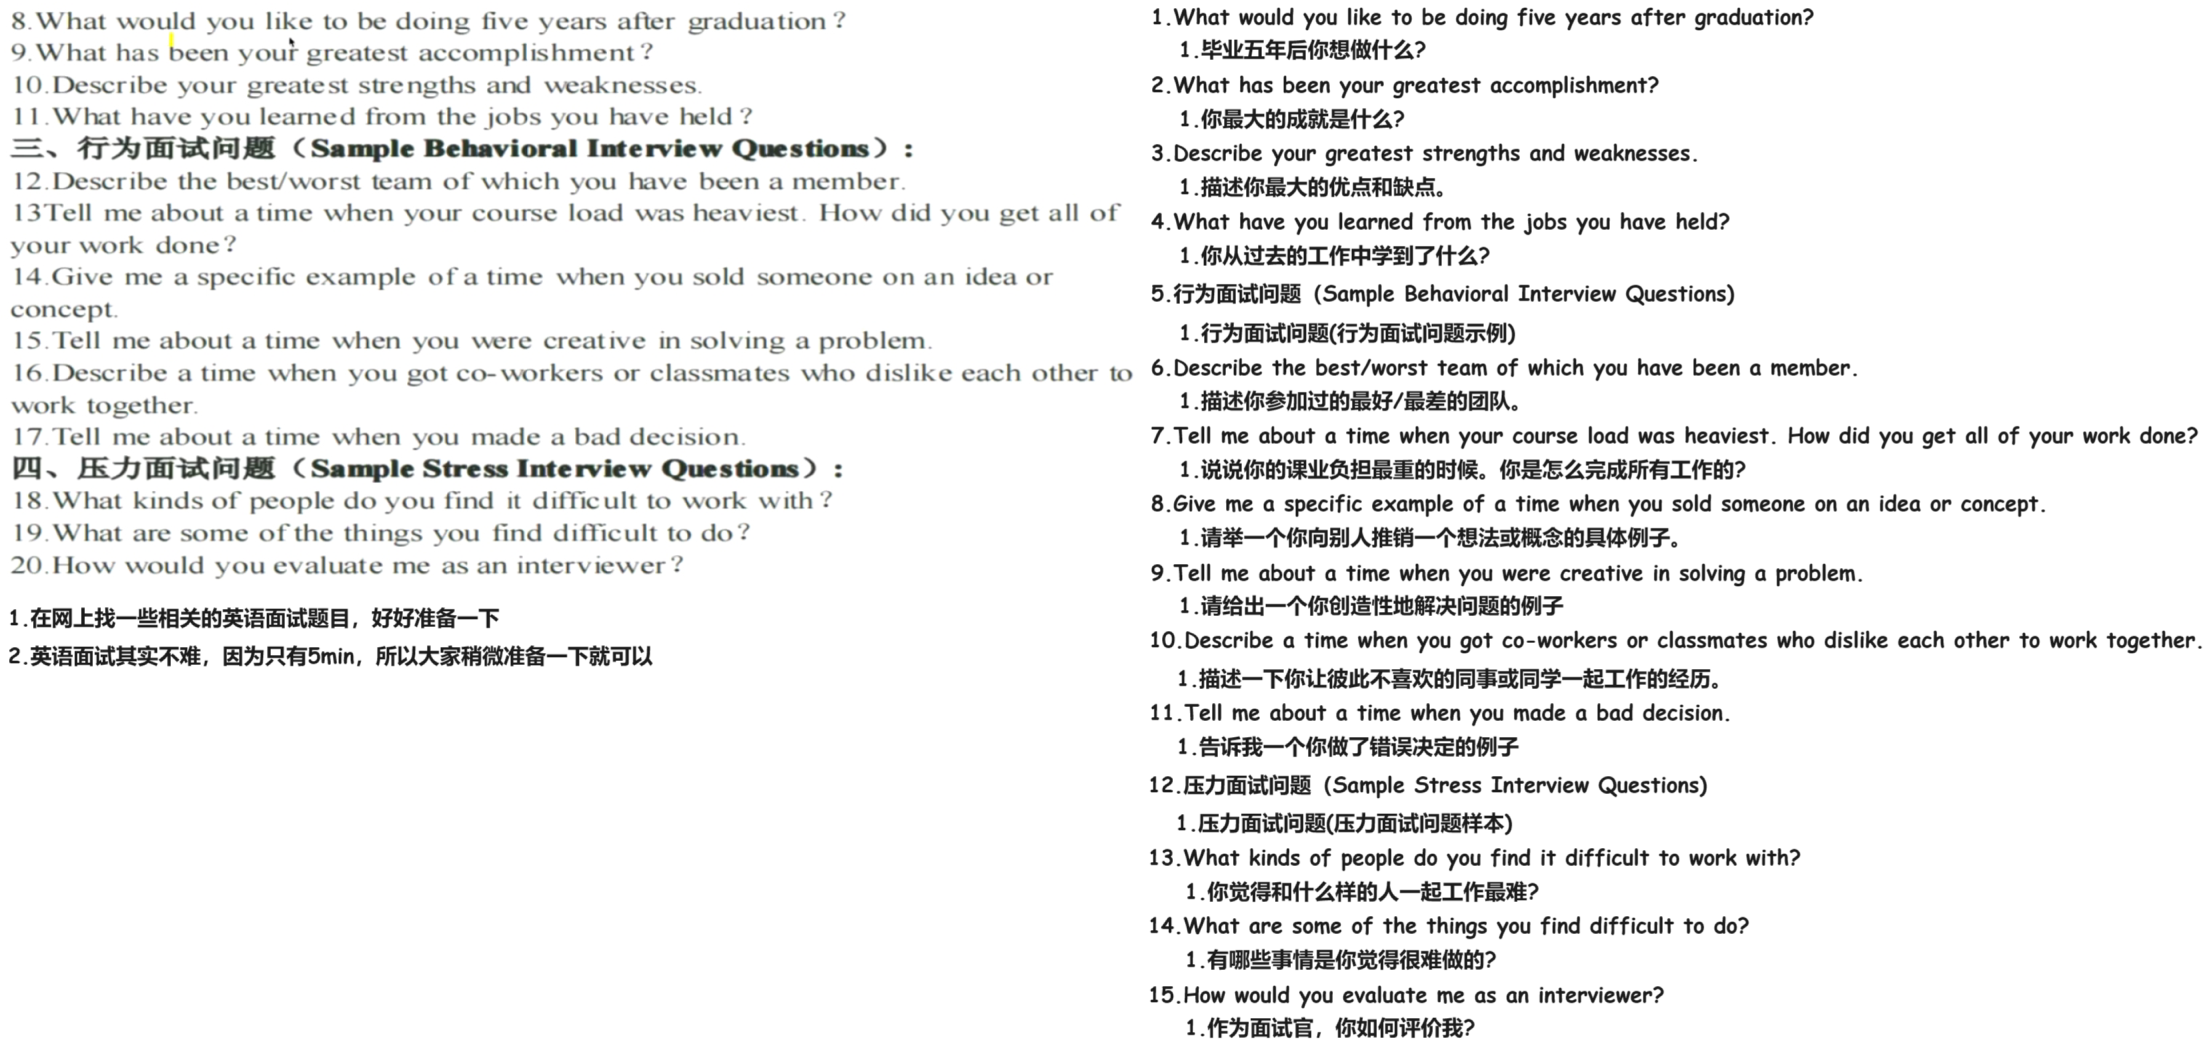 8.What would you like to be doing five years after graduation?
9.What has been your greatest accomplishment?
10.Describe your greatest strengths and weaknesses.
11.What have you learned from the jobs you have held?
三、行为面试问题（Sample Behavioral Interview Questions）:
12.Describe the best/worst team of which you have been a member.
13Tell me about a time when your course load was heaviest. How did you get all of
your work done?
14.Give me a specific example of a time when you sold someone on an idea or
concept.
15.Tell me about a time when you were creative in solving a problem.
16.Describe a time when you got co-workers or classmates who dislike each other to
work together.
17.Tell me about a time when you made a bad decision.
四、压力面试问题（Sample Stress Interview Questions）:
18.What kinds of people do you find it difficult to work with?
19.What are some of the things you find difficult to do?
20.How would you evaluate me as an interviewer?
1.在网上找一些相关的英语面试题目，好好准备一下
2.英语面试其实不难，因为只有5min，所以大家稍微准备一下就可以
1.What would you like to be doing five years after graduation?
1.毕业五年后你想做什么?
2.What has been your greatest accomplishment?
1.你最大的成就是什么?
3.Describe your greatest strengths and weaknesses.
1.描述你最大的优点和缺点。
4.What have you learned from the jobs you have held?
1.你从过去的工作中学到了什么?
5.行为面试问题 (Sample Behavioral Interview Questions)
1.行为面试问题(行为面试问题示例)
6.Describe the best/worst team of which you have been a member.
1.描述你参加过的最好/最差的团队。
7.Tell me about a time when your course load was heaviest. How did you get all of your work done?
1.说说你的课业负担最重的时候。你是怎么完成所有工作的?
8.Give me a specific example of a time when you sold someone on an idea or concept.
1.请举一个你向别人推销一个想法或概念的具体例子。
9.Tell me about a time when you were creative in solving a problem.
1.请给出一个你创造性地解决问题的例子
10.Describe a time when you got co-workers or classmates who dislike each other to work together.
1.描述一下你让彼此不喜欢的同事或同学一起工作的经历。
11.Tell me about a time when you made a bad decision.
1.告诉我一个你做了错误决定的例子
12.压力面试问题 (Sample Stress Interview Questions)
1.压力面试问题(压力面试问题样本)
13.What kinds of people do you find it difficult to work with?
1.你觉得和什么样的人一起工作最难?
14.What are some of the things you find difficult to do?
1.有哪些事情是你觉得很难做的?
15.How would you evaluate me as an interviewer?
1.作为面试官，你如何评价我?